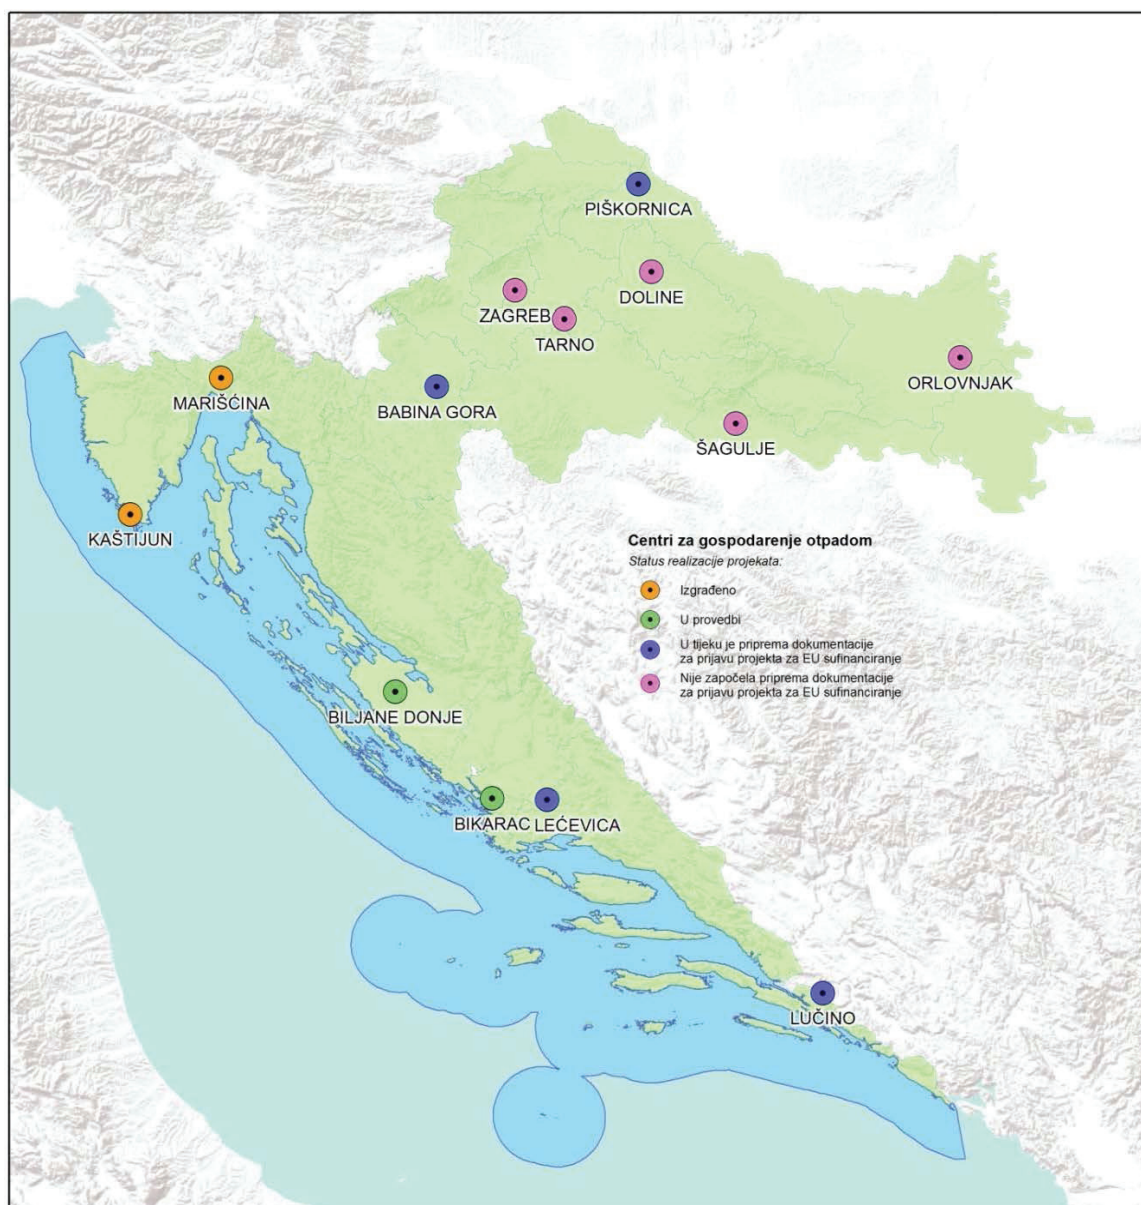 PIŠKORNICA
DOLINE
ZAGREB
TARNO
ORLOVNJAK
MARIŠĆINA
BABINA GORA
ŠAGULJE
KAŠTIJUN
Centri za gospodarenje otpadom
Status realizacije projekata:
Izgrađeno
U provedbi
U tijeku je priprema dokumentacije
za prijavu projekta za EU sufinanciranje
Nije započela priprema dokumentacije
za prijavu projekta za EU sufinanciranje
BILJANE DONJE
BIKARAC
LEĆEVICA
LUČINO